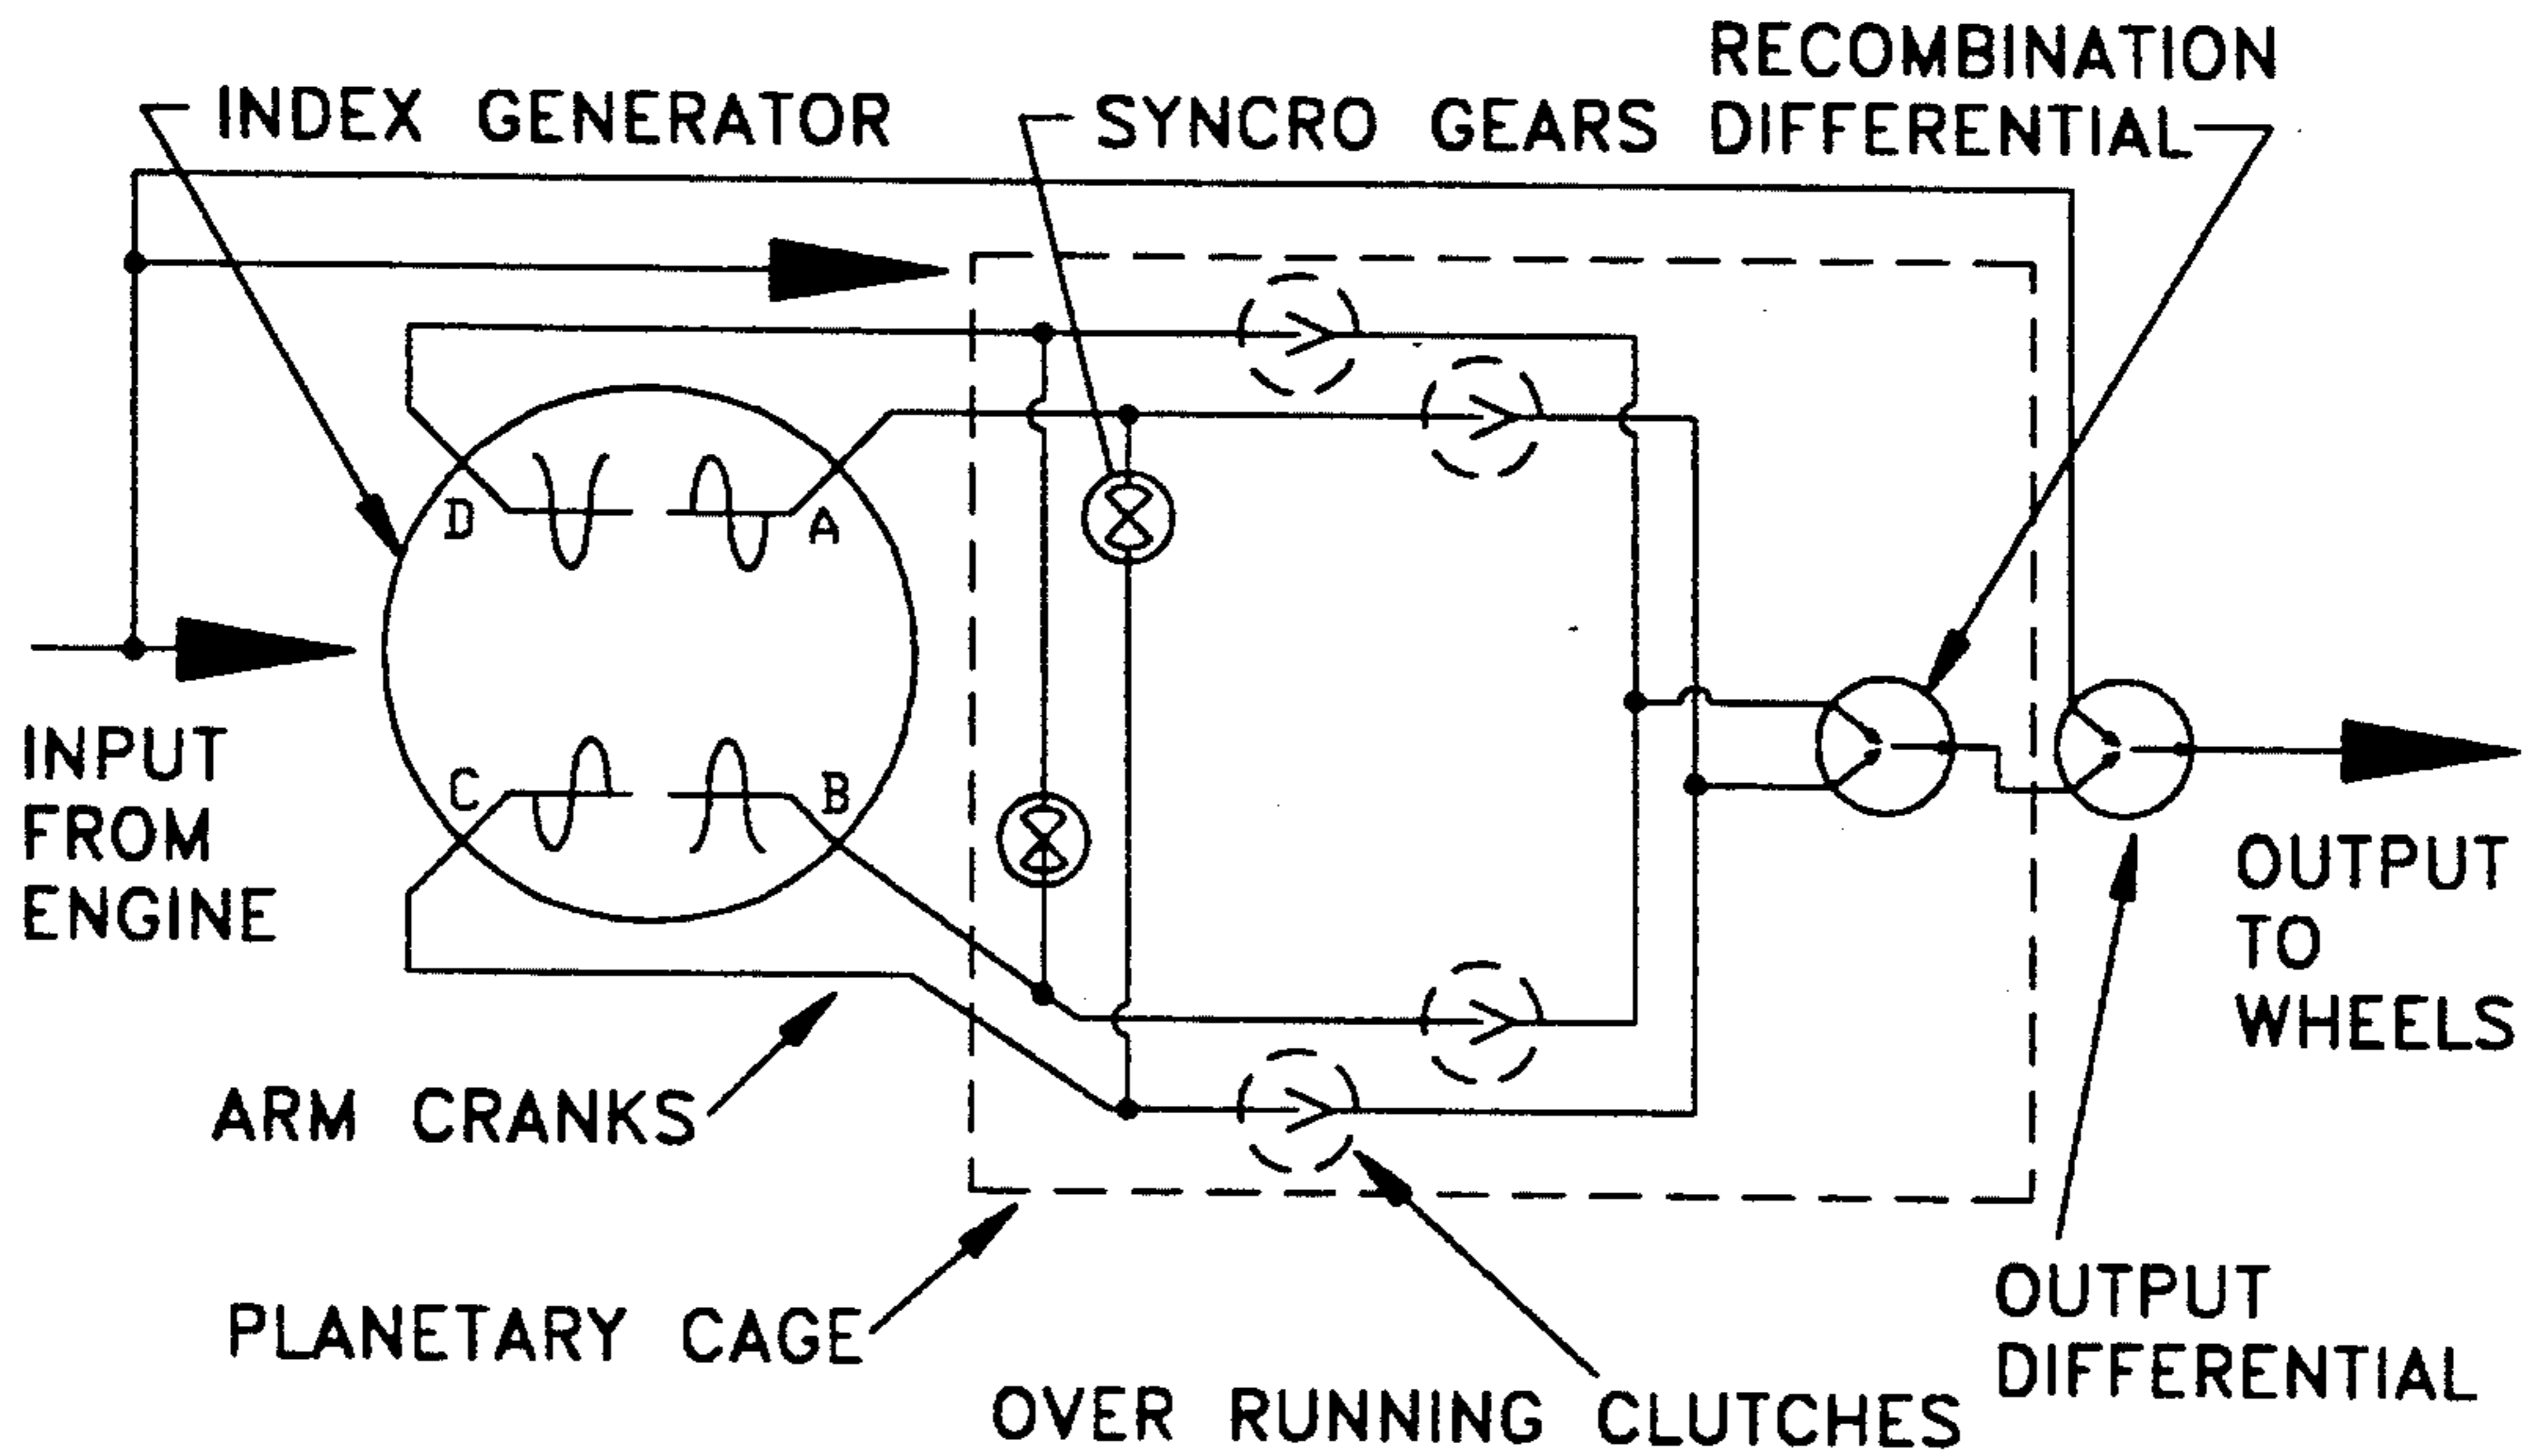 RECOMBINATION
DIFFERENTIAL
INDEX GENERATOR
SYNCRO GEARS
D
A
C
B
INPUT
FROM
ENGINE
OUTPUT
TO
WHEELS
ARM CRANKS
PLANETARY CAGE
OVER RUNNING CLUTCHES
OUTPUT
DIFFERENTIAL